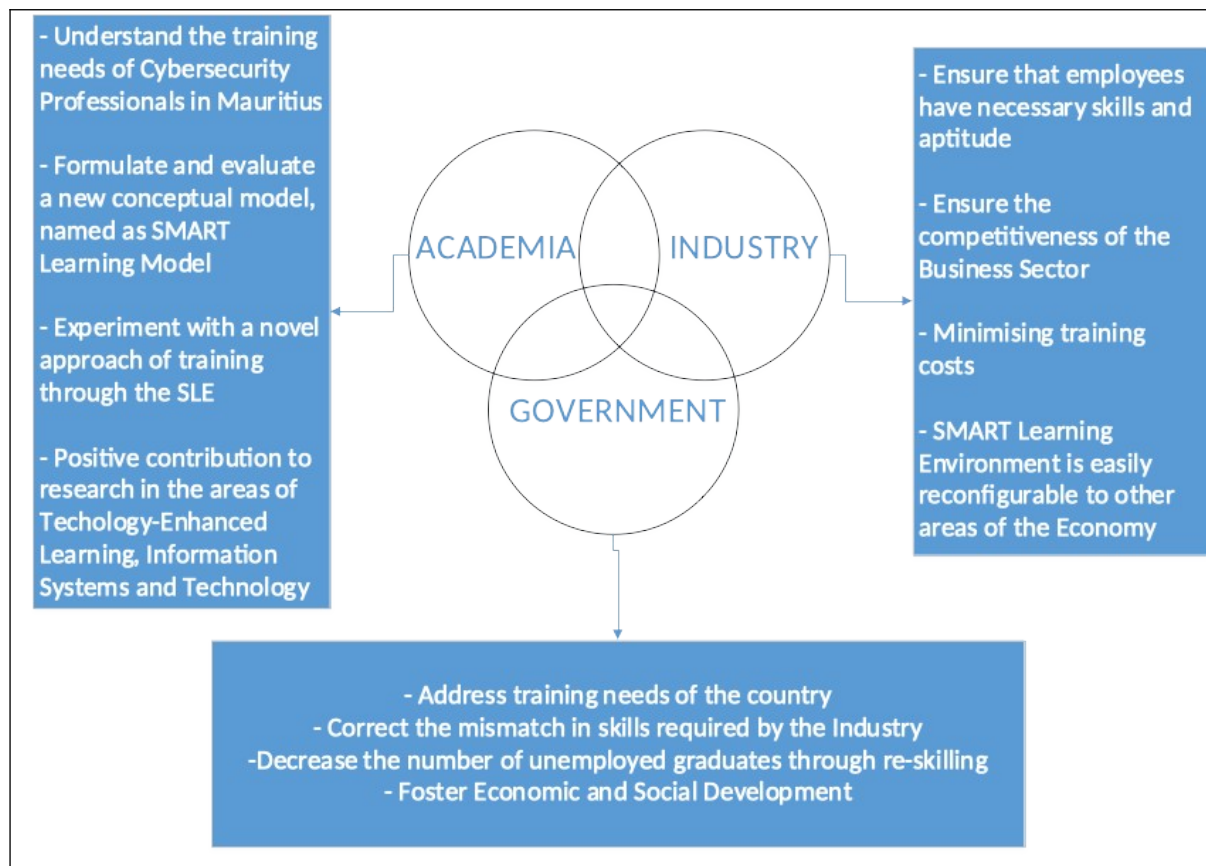 - Understand the training
needs of Cybersecurity
Professionals in Mauritius
- Formulate and evaluate
a new conceptual model,
named as SMART
Learning Model
- Experiment with a novel
approach of training
through the SLE
- Positive contribution to
research in the areas of
Techology-Enhanced
Learning, Information
Systems and Technology
ACADEMIA
INDUSTRY
GOVERNMENT
- Ensure that employees
have necessary skills and
aptitude
- Ensure the
competitiveness of the
Business Sector
- Minimising training
costs
- SMART Learning
Environment is easily
reconfigurable to other
areas of the Economy
- Address training needs of the country
- Correct the mismatch in skills required by the Industry
-Decrease the number of unemployed graduates through re-skilling
- Foster Economic and Social Development